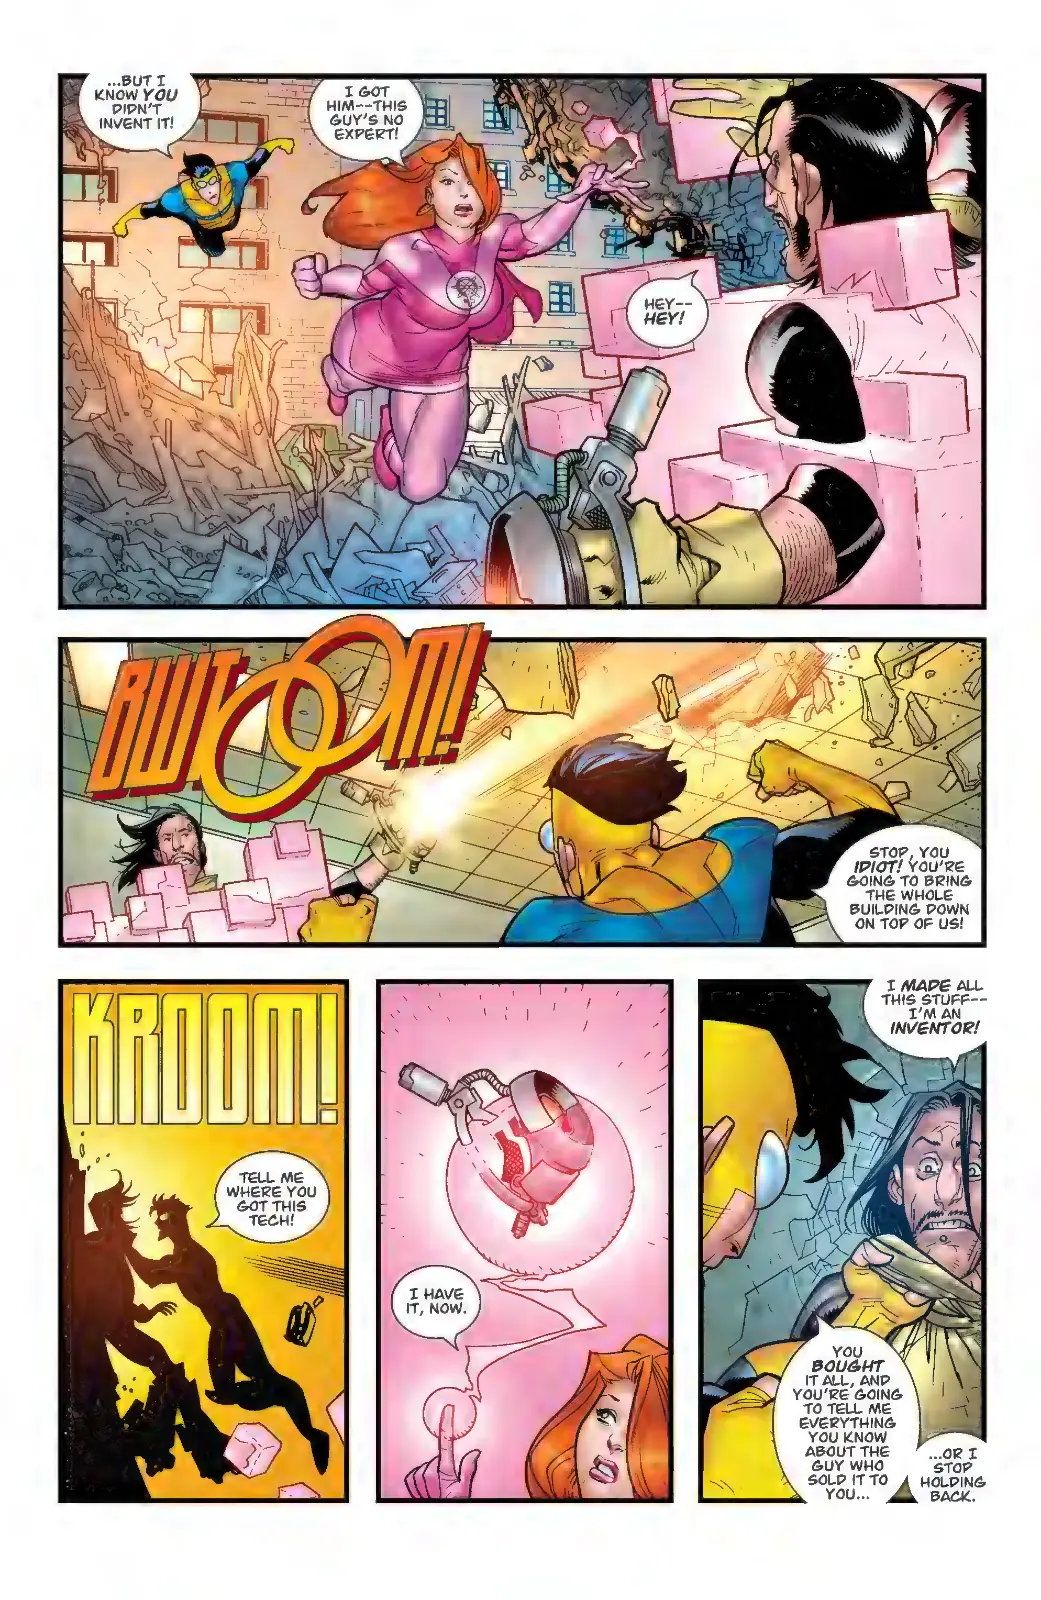 ...BUT I
KNOW YOU
DIDN'T
INVENT IT!
I GOT
HIM--THIS
GUY'S NO
EXPERT!
HEY--
HEY!
BWTOOM!
STOP, YOU
IDIOT! YOU'RE
GOING TO BRING
THE WHOLE
BUILDING DOWN
ON TOP OF US!
KROOM!
TELL ME
WHERE YOU
GOT THIS
TECH!
I HAVE
IT, NOW.
I MADE ALL
THIS STUFF--
I'M AN
INVENTOR!
YOU
BOUGHT
IT ALL, AND
YOU'RE GOING
TO TELL ME
EVERYTHING
YOU KNOW
ABOUT THE
GUY WHO
SOLD IT TO
YOU...
...OR I
STOP
HOLDING
BACK.